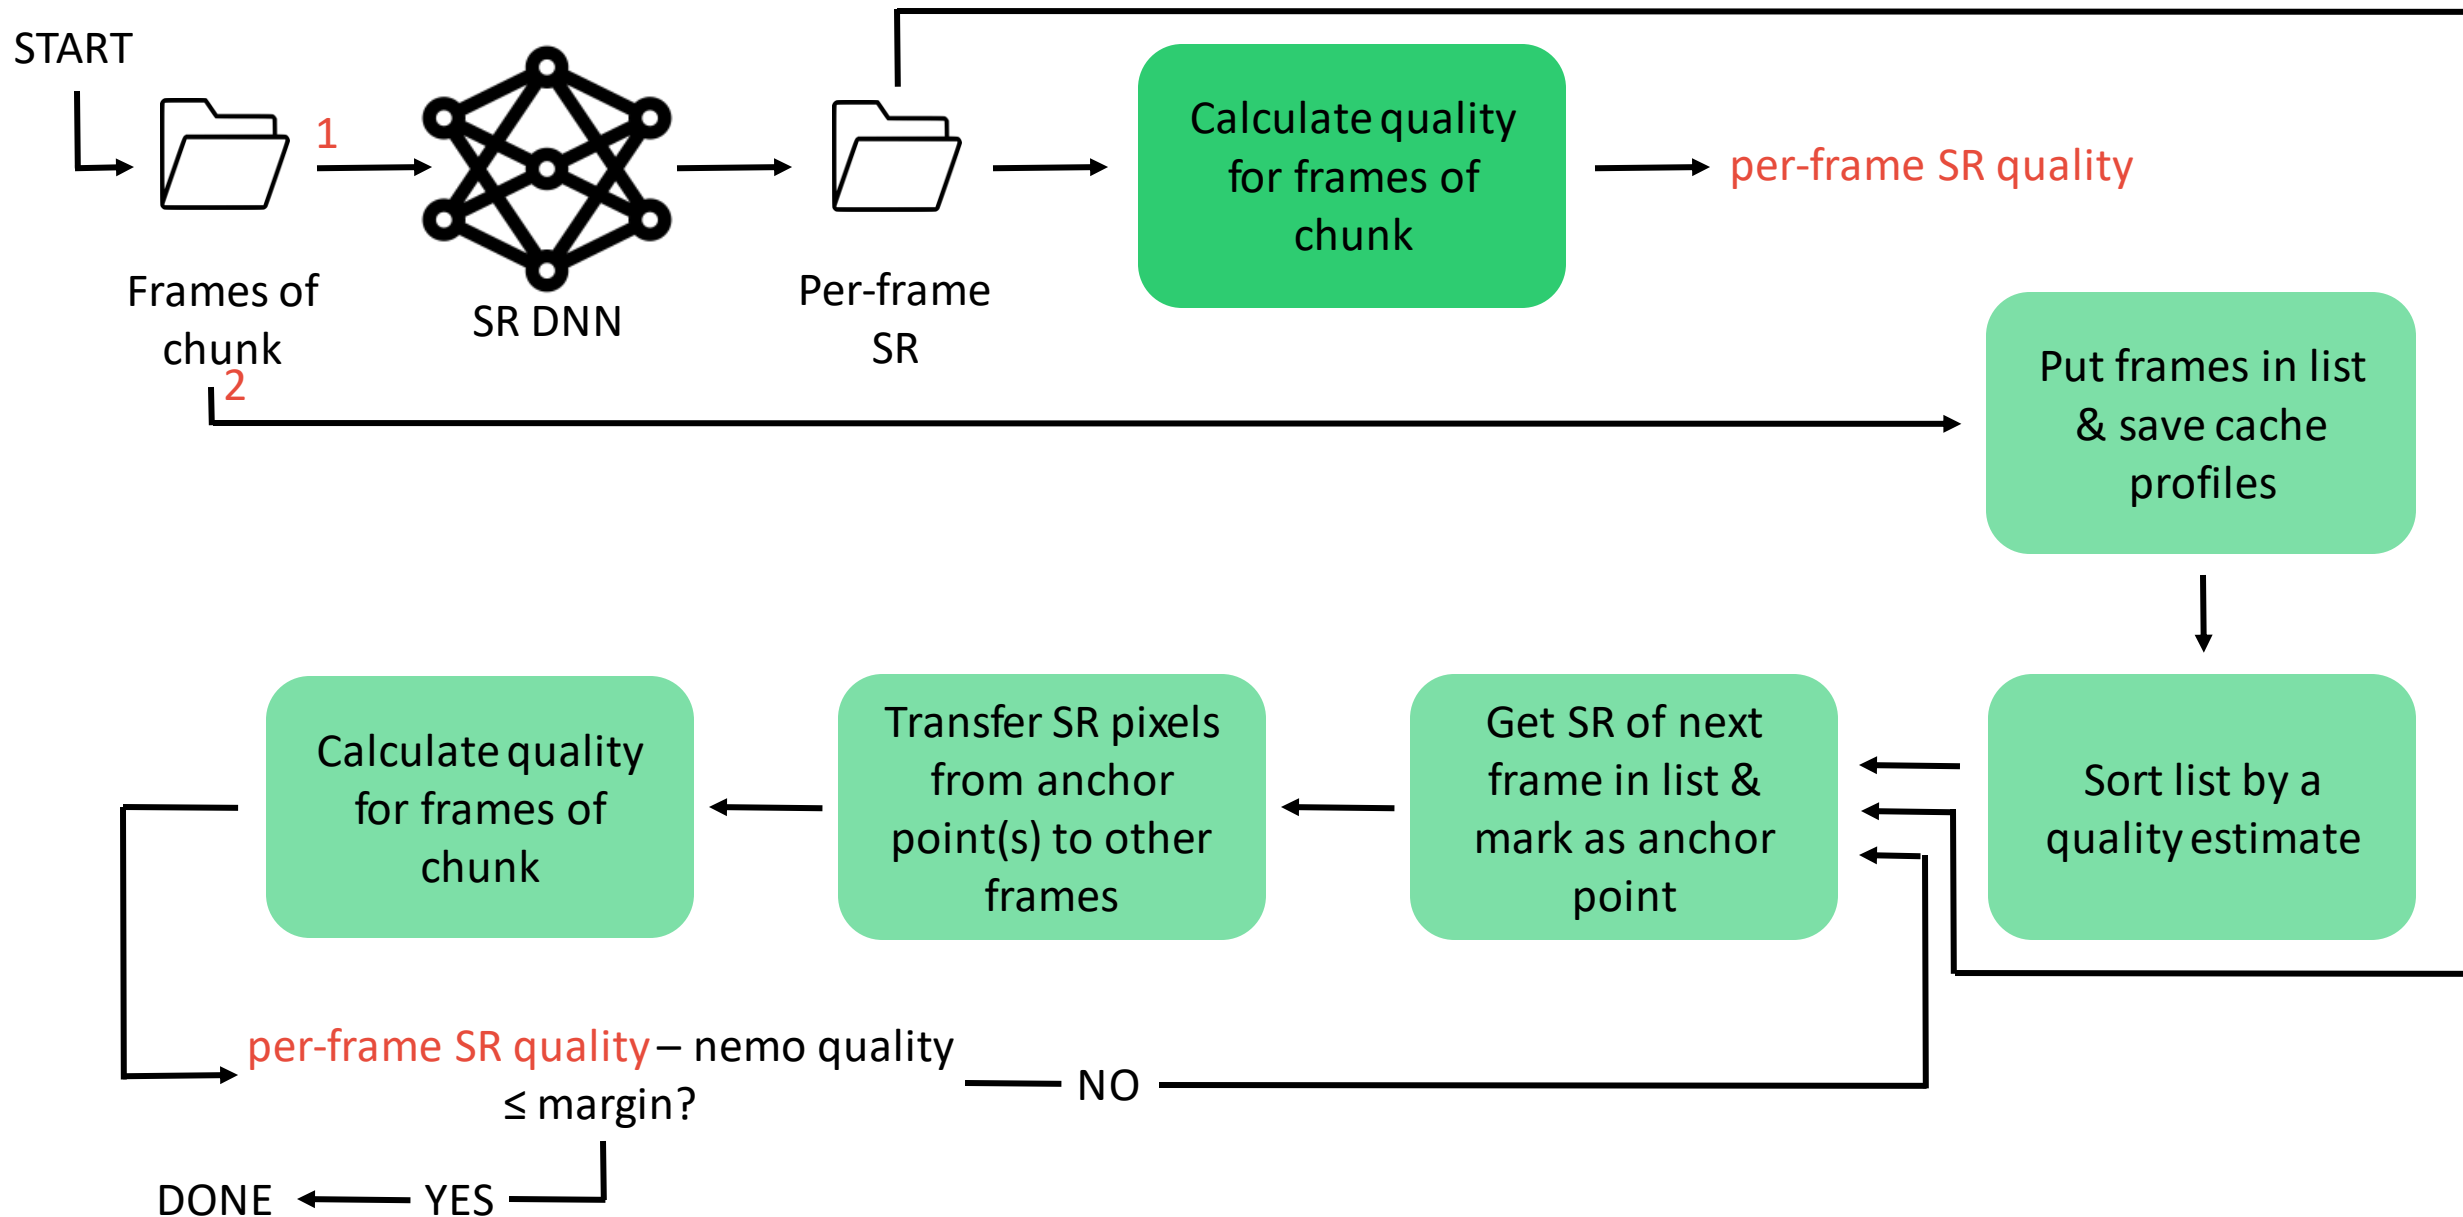 START
1
Frames of
chunk
2
SR DNN
Per-frame
SR
Calculate quality
for frames of
chunk
per-frame SR quality
Put frames in list
& save cache
profiles
Sort list by a
quality estimate
Get SR of next
frame in list &
mark as anchor
point
Transfer SR pixels
from anchor
point(s) to other
frames
Calculate quality
for frames of
chunk
per-frame SR quality – nemo quality
≤ margin?
NO
YES
DONE